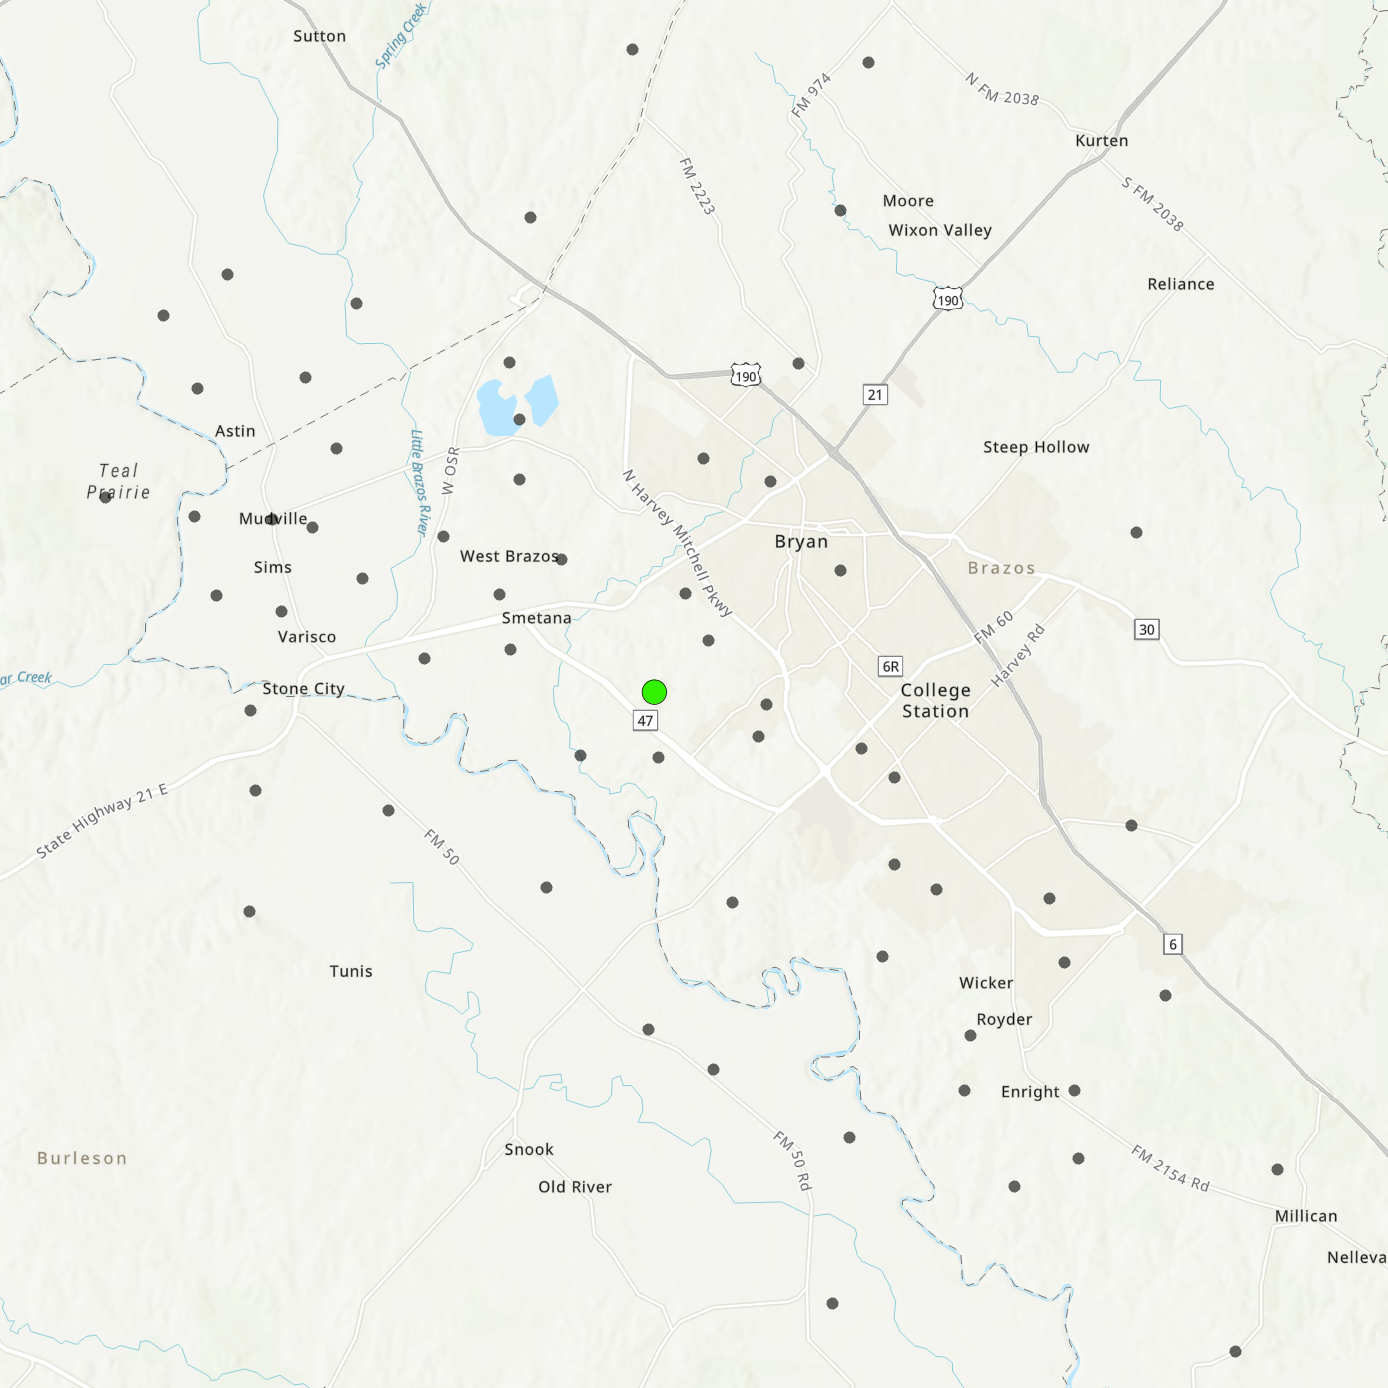 Sutton
Spring Creek
FM 974
N FM 2038
Kurten
FM 2223
S FM 2038
Moore
Wixon Valley
Reliance
190
190
21
Astin
Little Brazos River
W OSR
Steep Hollow
Teal
Prairie
N Harvey Mitchell Pkwy
Mudville
Bryan
West Brazos
Brazos
Sims
Smetana
FM 60
30
Varisco
Harvey Rd
6R
ar Creek
Stone City
College
Station
47
State Highway 21 E
FM 50
6
Tunis
Wicker
Royder
Enright
Burleson
Snook
FM 50 Rd
FM 2154 Rd
Old River
Millican
Nelleva